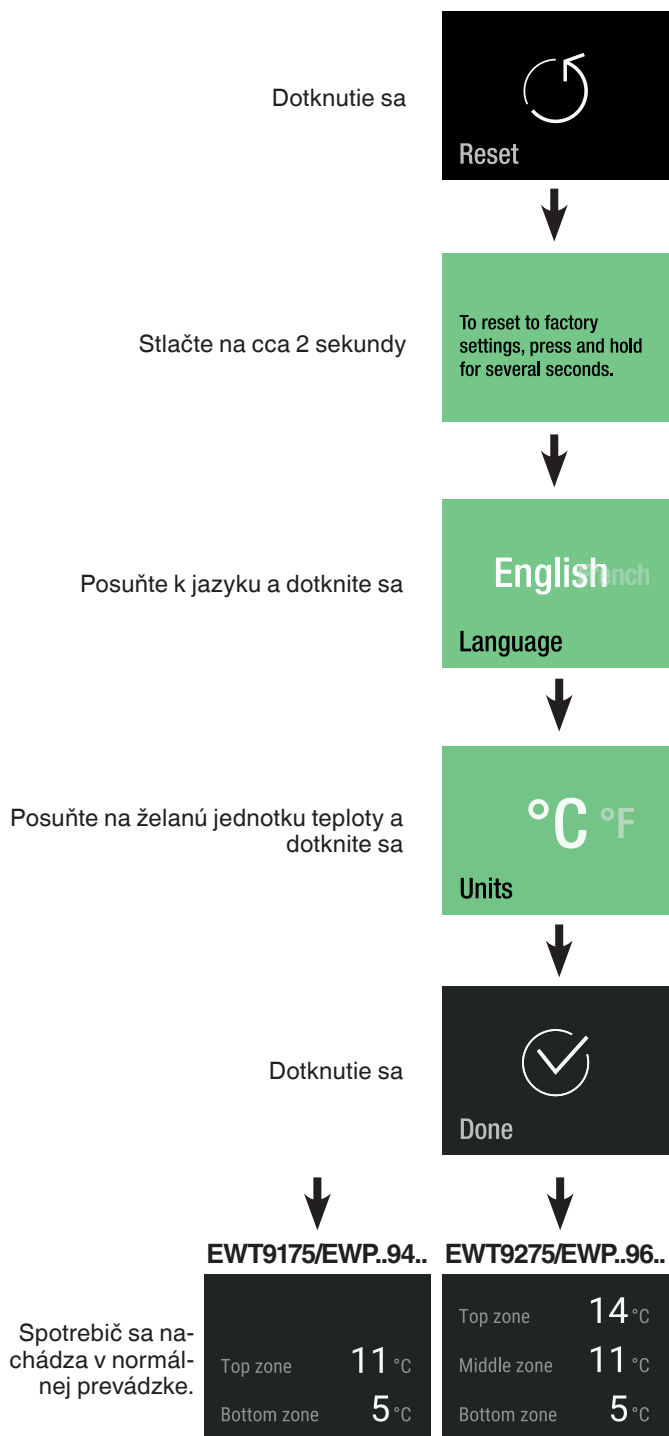 Dotknutie sa
Reset
Stlačte na cca 2 sekundy
To reset to factory
settings, press and hold
for several seconds.
Posuňte k jazyku a dotknite sa
English French
Language
Posuňte na želanú jednotku teploty a
dotknite sa
°C °F
Units
Dotknutie sa
Done
EWT9175/EWP..94..
EWT9275/EWP..96..
Spotrebič sa na-
chádza v normál-
nej prevádzke.
Top zone 11 °C
Bottom zone 5 °C
Top zone 14 °C
Middle zone 11 °C
Bottom zone 5 °C